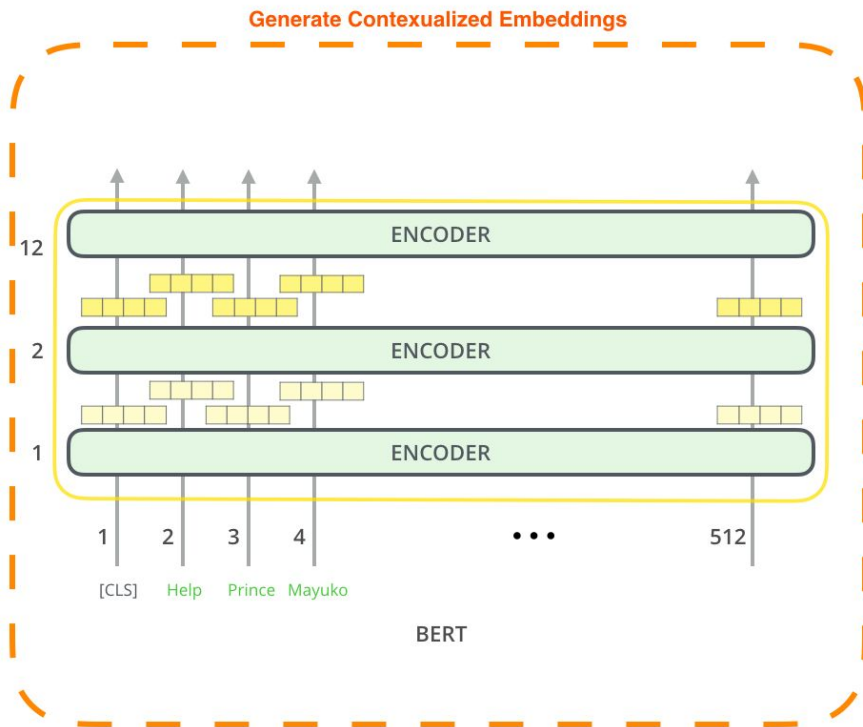 Generate Contexualized Embeddings
12 ENCODER
2 ENCODER
1 ENCODER
1 2 3 4 ••• 512
[CLS] Help Prince Mayuko
BERT